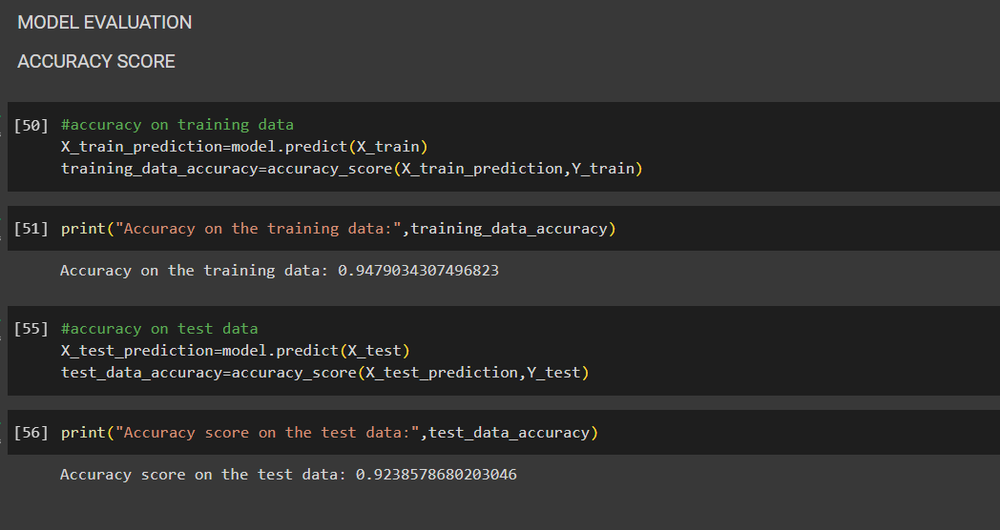 MODEL EVALUATION
ACCURACY SCORE
[50] #accuracy on training data
X_train_prediction=model.predict(X_train)
training_data_accuracy=accuracy_score(X_train_prediction,Y_train)
[51] print("Accuracy on the training data:",training_data_accuracy)
Accuracy on the training data: 0.9479034307496823
[55] #accuracy on test data
X_test_prediction=model.predict(X_test)
test_data_accuracy=accuracy_score(X_test_prediction,Y_test)
[56] print("Accuracy score on the test data:",test_data_accuracy)
Accuracy score on the test data: 0.9238578680203046